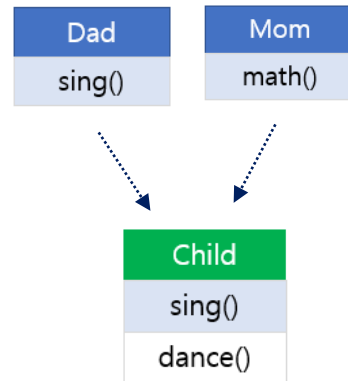 Dad
sing()
Mom
math()
Child
sing()
dance()